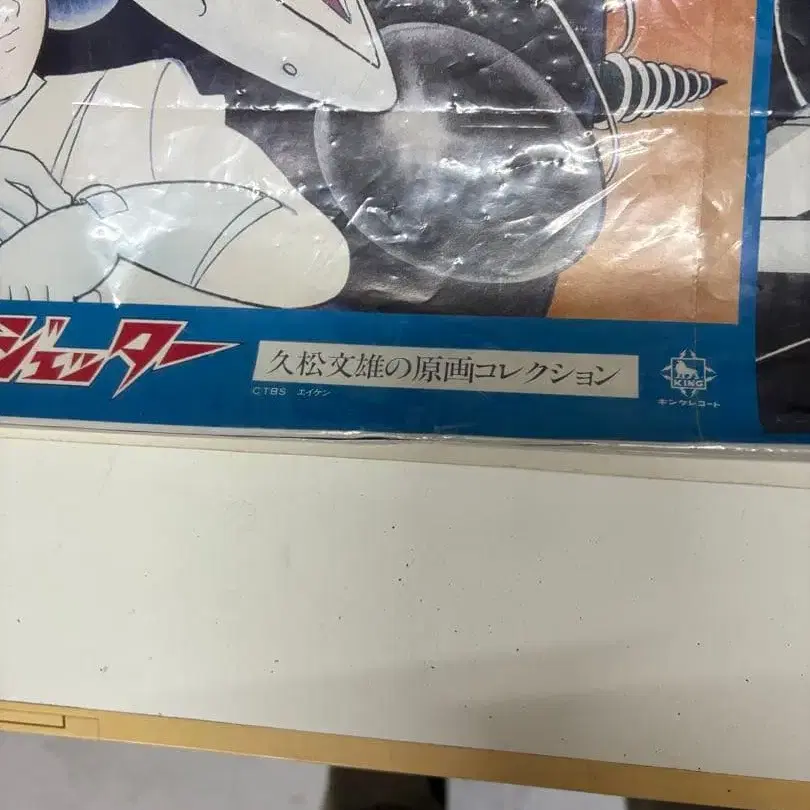 ジェッター
久松文雄の原画コレクション
CTBS エイケン
KING
キングレコード